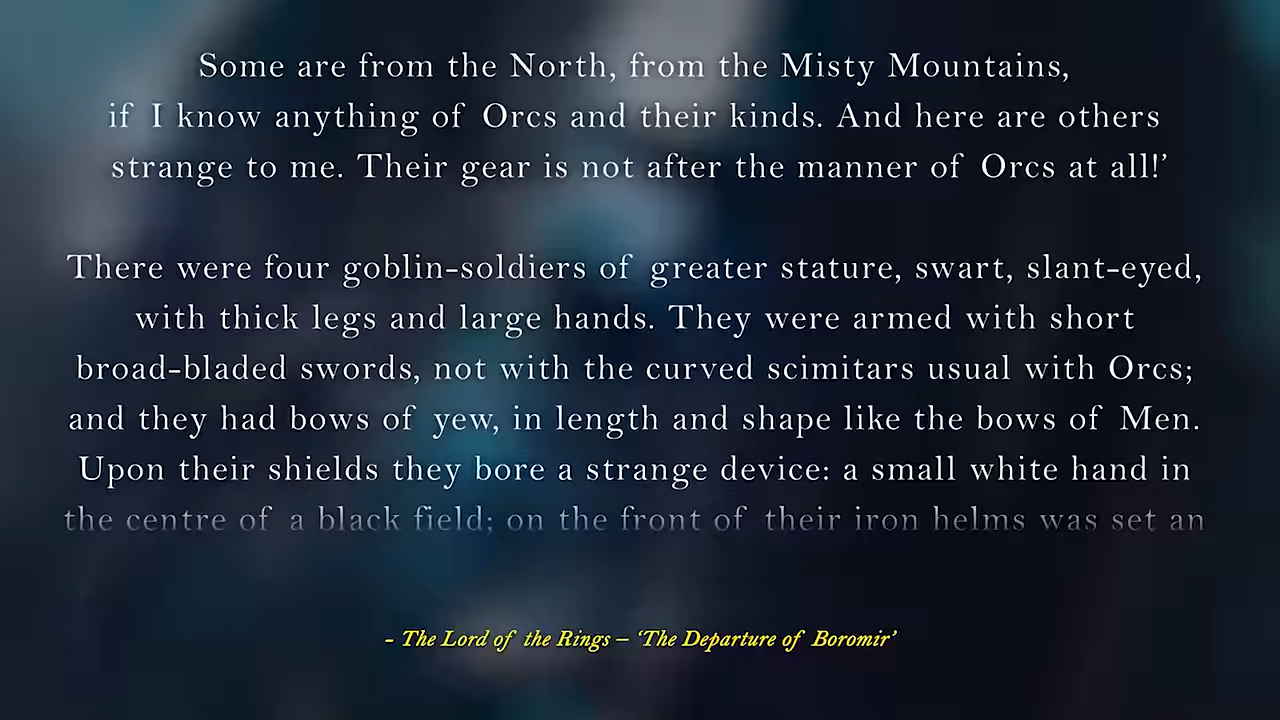 Some are from the North, from the Misty Mountains,
if I know anything of Orcs and their kinds. And here are others
strange to me. Their gear is not after the manner of Orcs at all!’
There were four goblin-soldiers of greater stature, swart, slant-eyed,
with thick legs and large hands. They were armed with short
broad-bladed swords, not with the curved scimitars usual with Orcs;
and they had bows of yew, in length and shape like the bows of Men.
Upon their shields they bore a strange device: a small white hand in
the centre of a black field; on the front of their iron helms was set an
- The Lord of the Rings – ‘The Departure of Boromir’